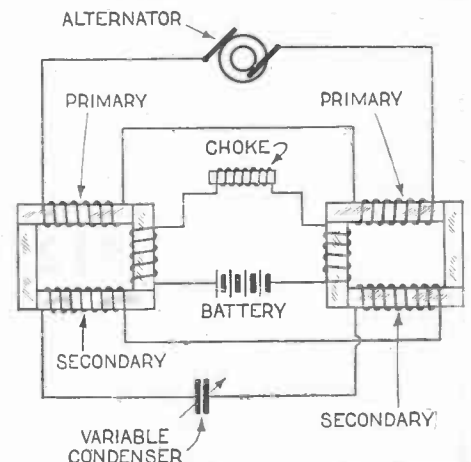 ALTERNATOR
PRIMARY
PRIMARY
CHOKE
BATTERY
SECONDARY
SECONDARY
VARIABLE
CONDENSER